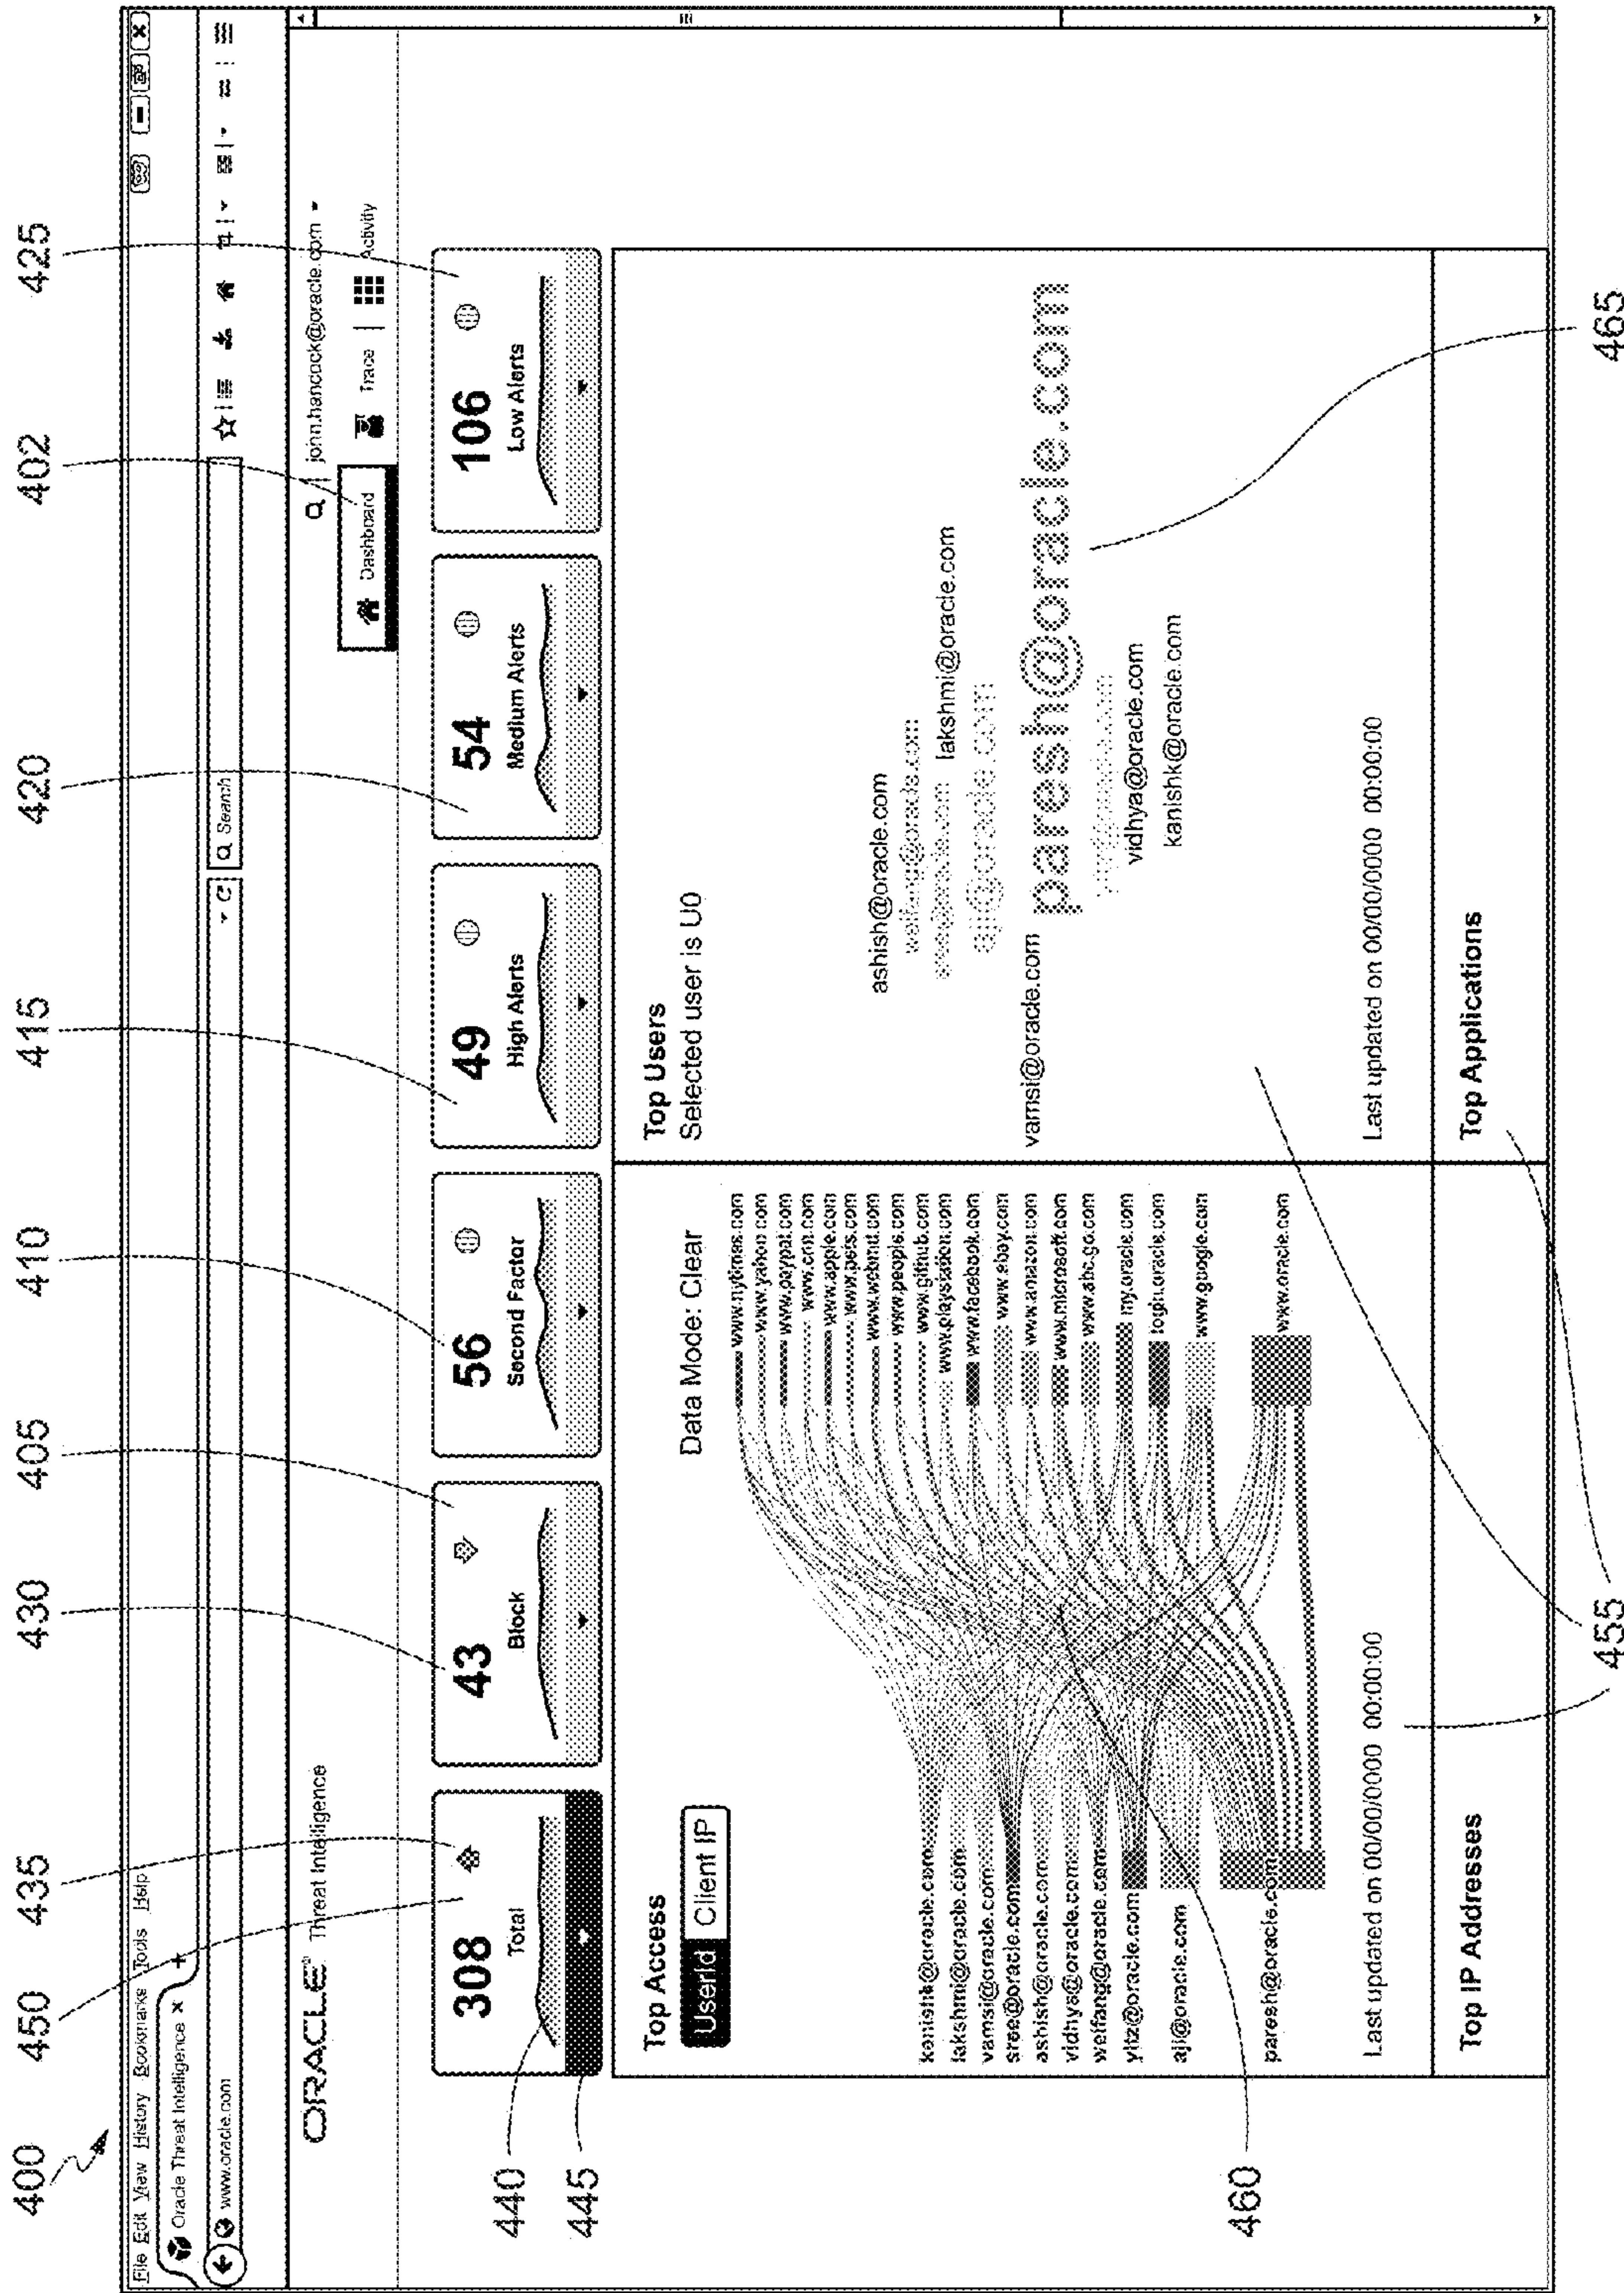 400 450 435 430 405 410 415 420 402 425
File Edit View History Bookmarks Tools Help
Oracle Threat Intelligence × +
www.oracle.com
Search
ORACLE Threat Intelligence
john.hancock@oracle.com
Dashboard Trace | Activity
308 Total
43 Block
56 Second Factor
49 High Alerts
54 Medium Alerts
106 Low Alerts
440
445
Top Access
UserId Client IP
Data Mode: Clear
kanishk@oracle.com
lakshmi@oracle.com
vamsi@oracle.com
sree@oracle.com
ashish@oracle.com
vidhya@oracle.com
weifang@oracle.com
yitz@oracle.com
aji@oracle.com
paresh@oracle.com
www.nytimes.com
www.yahoo.com
www.paypal.com
www.cnn.com
www.apple.com
www.pets.com
www.webmd.com
www.people.com
www.github.com
www.playstation.com
www.facebook.com
www.ebay.com
www.amazon.com
www.microsoft.com
www.abc.go.com
my.oracle.com
login.oracle.com
www.google.com
www.oracle.com
Last updated on 00/00/0000 00:00:00
Top Users
Selected user is U0
ashish@oracle.com
weifang@oracle.com
sree@oracle.com lakshmi@oracle.com
aji@oracle.com
vamsi@oracle.com paresh@oracle.com
vidhya@oracle.com
kanishk@oracle.com
Last updated on 00/00/0000 00:00:00
Top IP Addresses
Top Applications
460
455
465